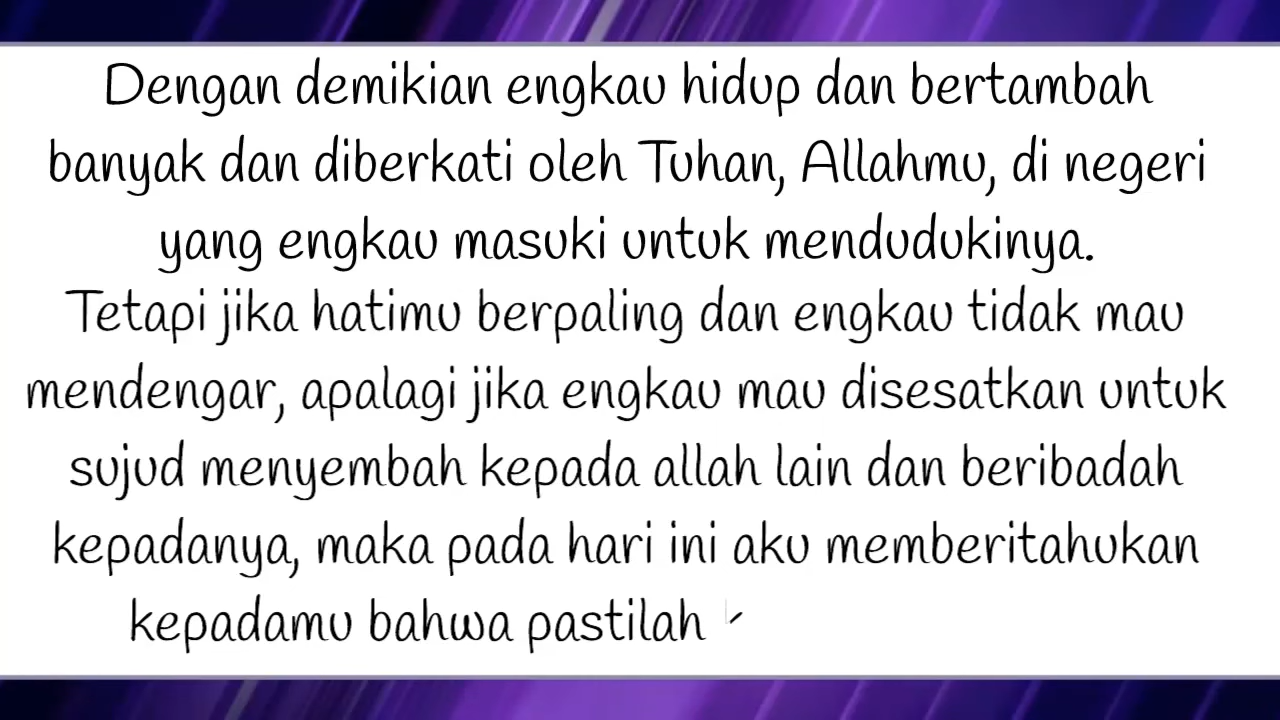 Dengan demikian engkau hidup dan bertambah
banyak dan diberkati oleh Tuhan, Allahmu, di negeri
yang engkau masuki untuk mendudukinya.
Tetapi jika hatimu berpaling dan engkau tidak mau
mendengar, apalagi jika engkau mau disesatkan untuk
sujud menyembah kepada allah lain dan beribadah
kepadanya, maka pada hari ini aku memberitahukan
kepadamu bahwa pastilah